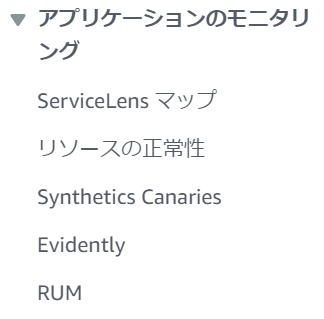 アプリケーションのモニタリ
ング
ServiceLens マップ
リソースの正常性
Synthetics Canaries
Evidently
RUM